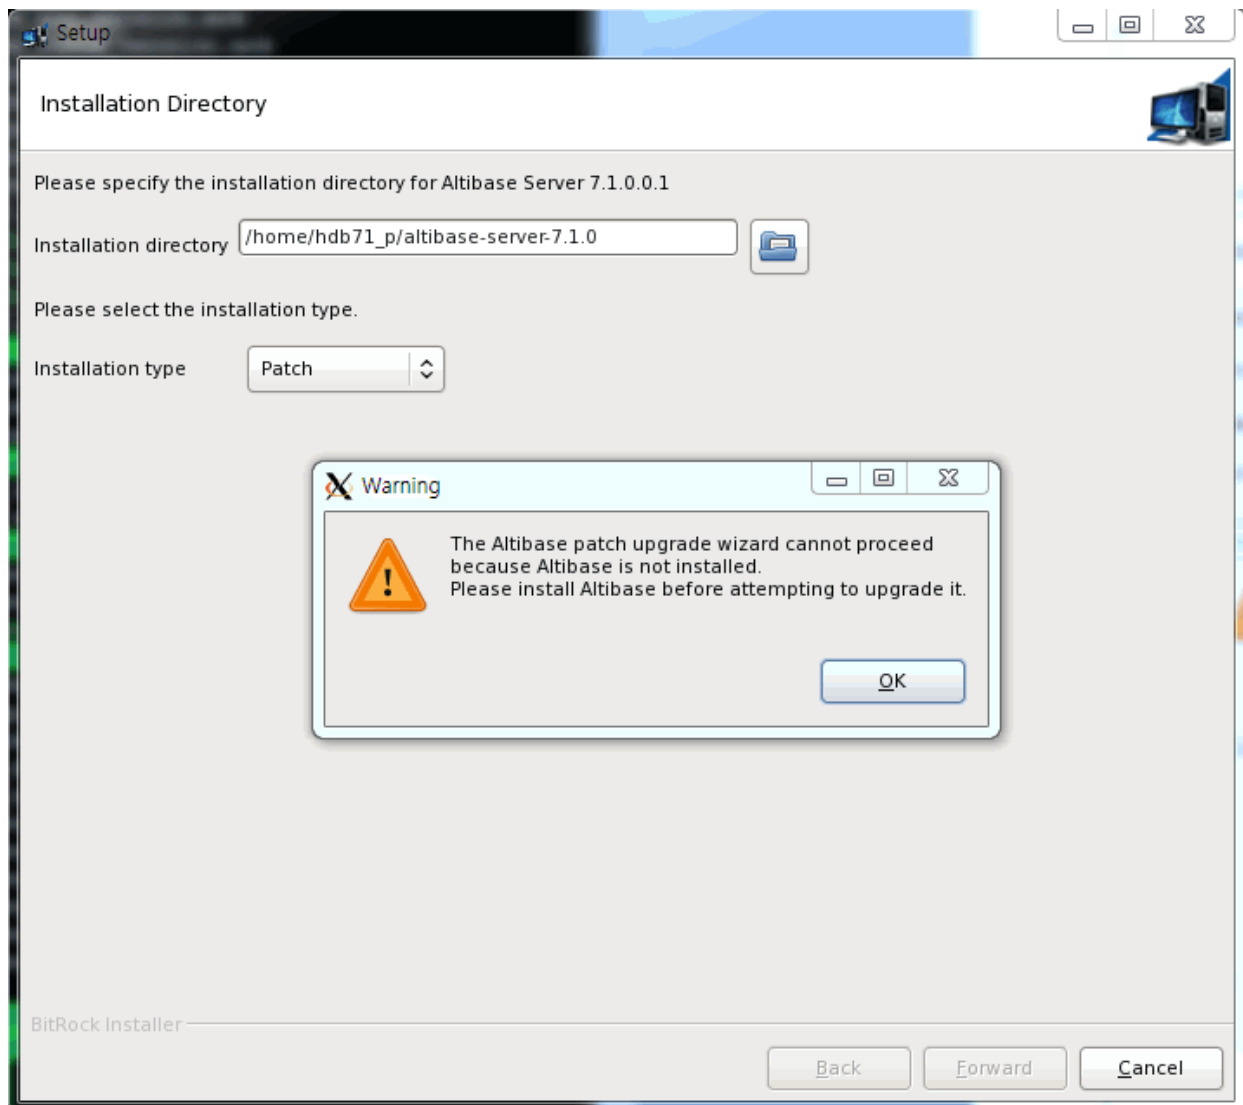 Setup
Installation Directory
Please specify the installation directory for Altibase Server 7.1.0.0.1
Installation directory /home/hdb71_p/altibase-server-7.1.0
Please select the installation type.
Installation type Patch
Warning
The Altibase patch upgrade wizard cannot proceed
because Altibase is not installed.
Please install Altibase before attempting to upgrade it.
OK
BitRock Installer
Back Forward Cancel